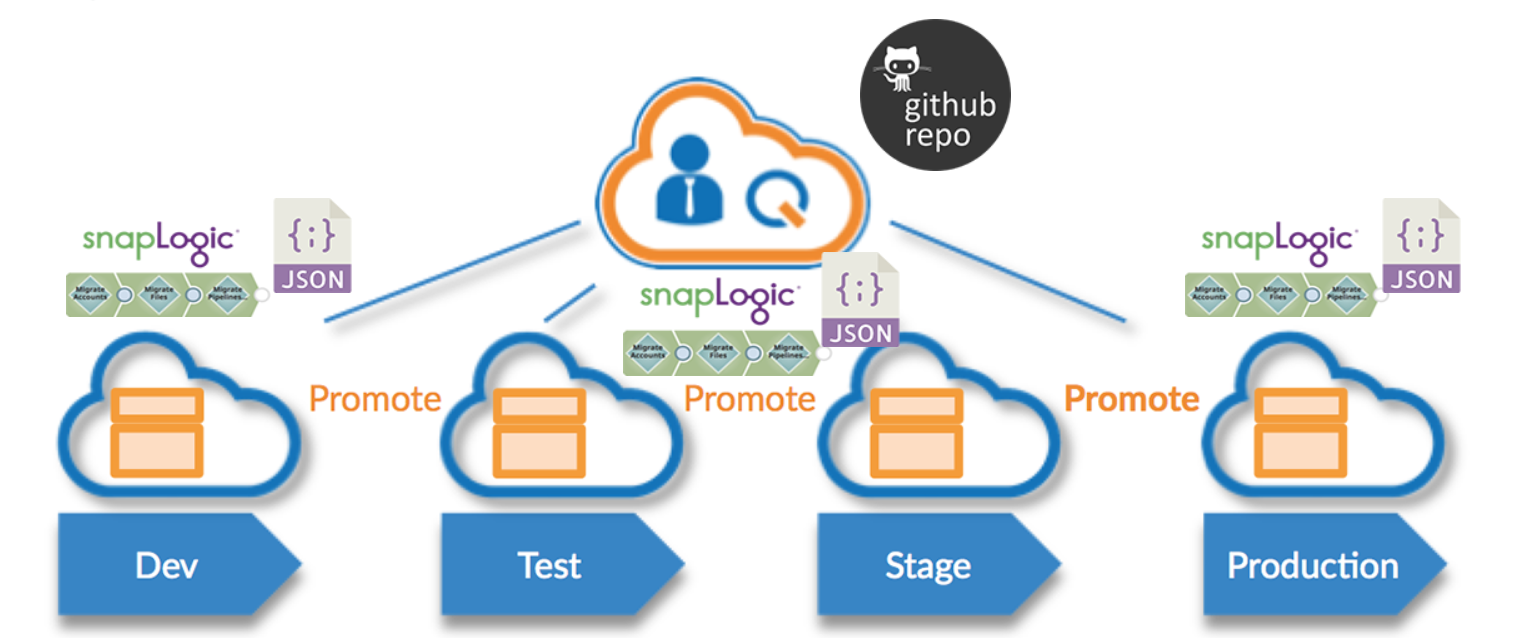 github
repo
snapLogic
{;}
JSON
Migrate
Accounts
Migrate
Files
Migrate
Pipelines...
snapLogic
{;}
JSON
Migrate
Accounts
Migrate
Files
Migrate
Pipelines...
snapLogic
{;}
JSON
Migrate
Accounts
Migrate
Files
Migrate
Pipelines...
Promote
Promote
Promote
Dev
Test
Stage
Production